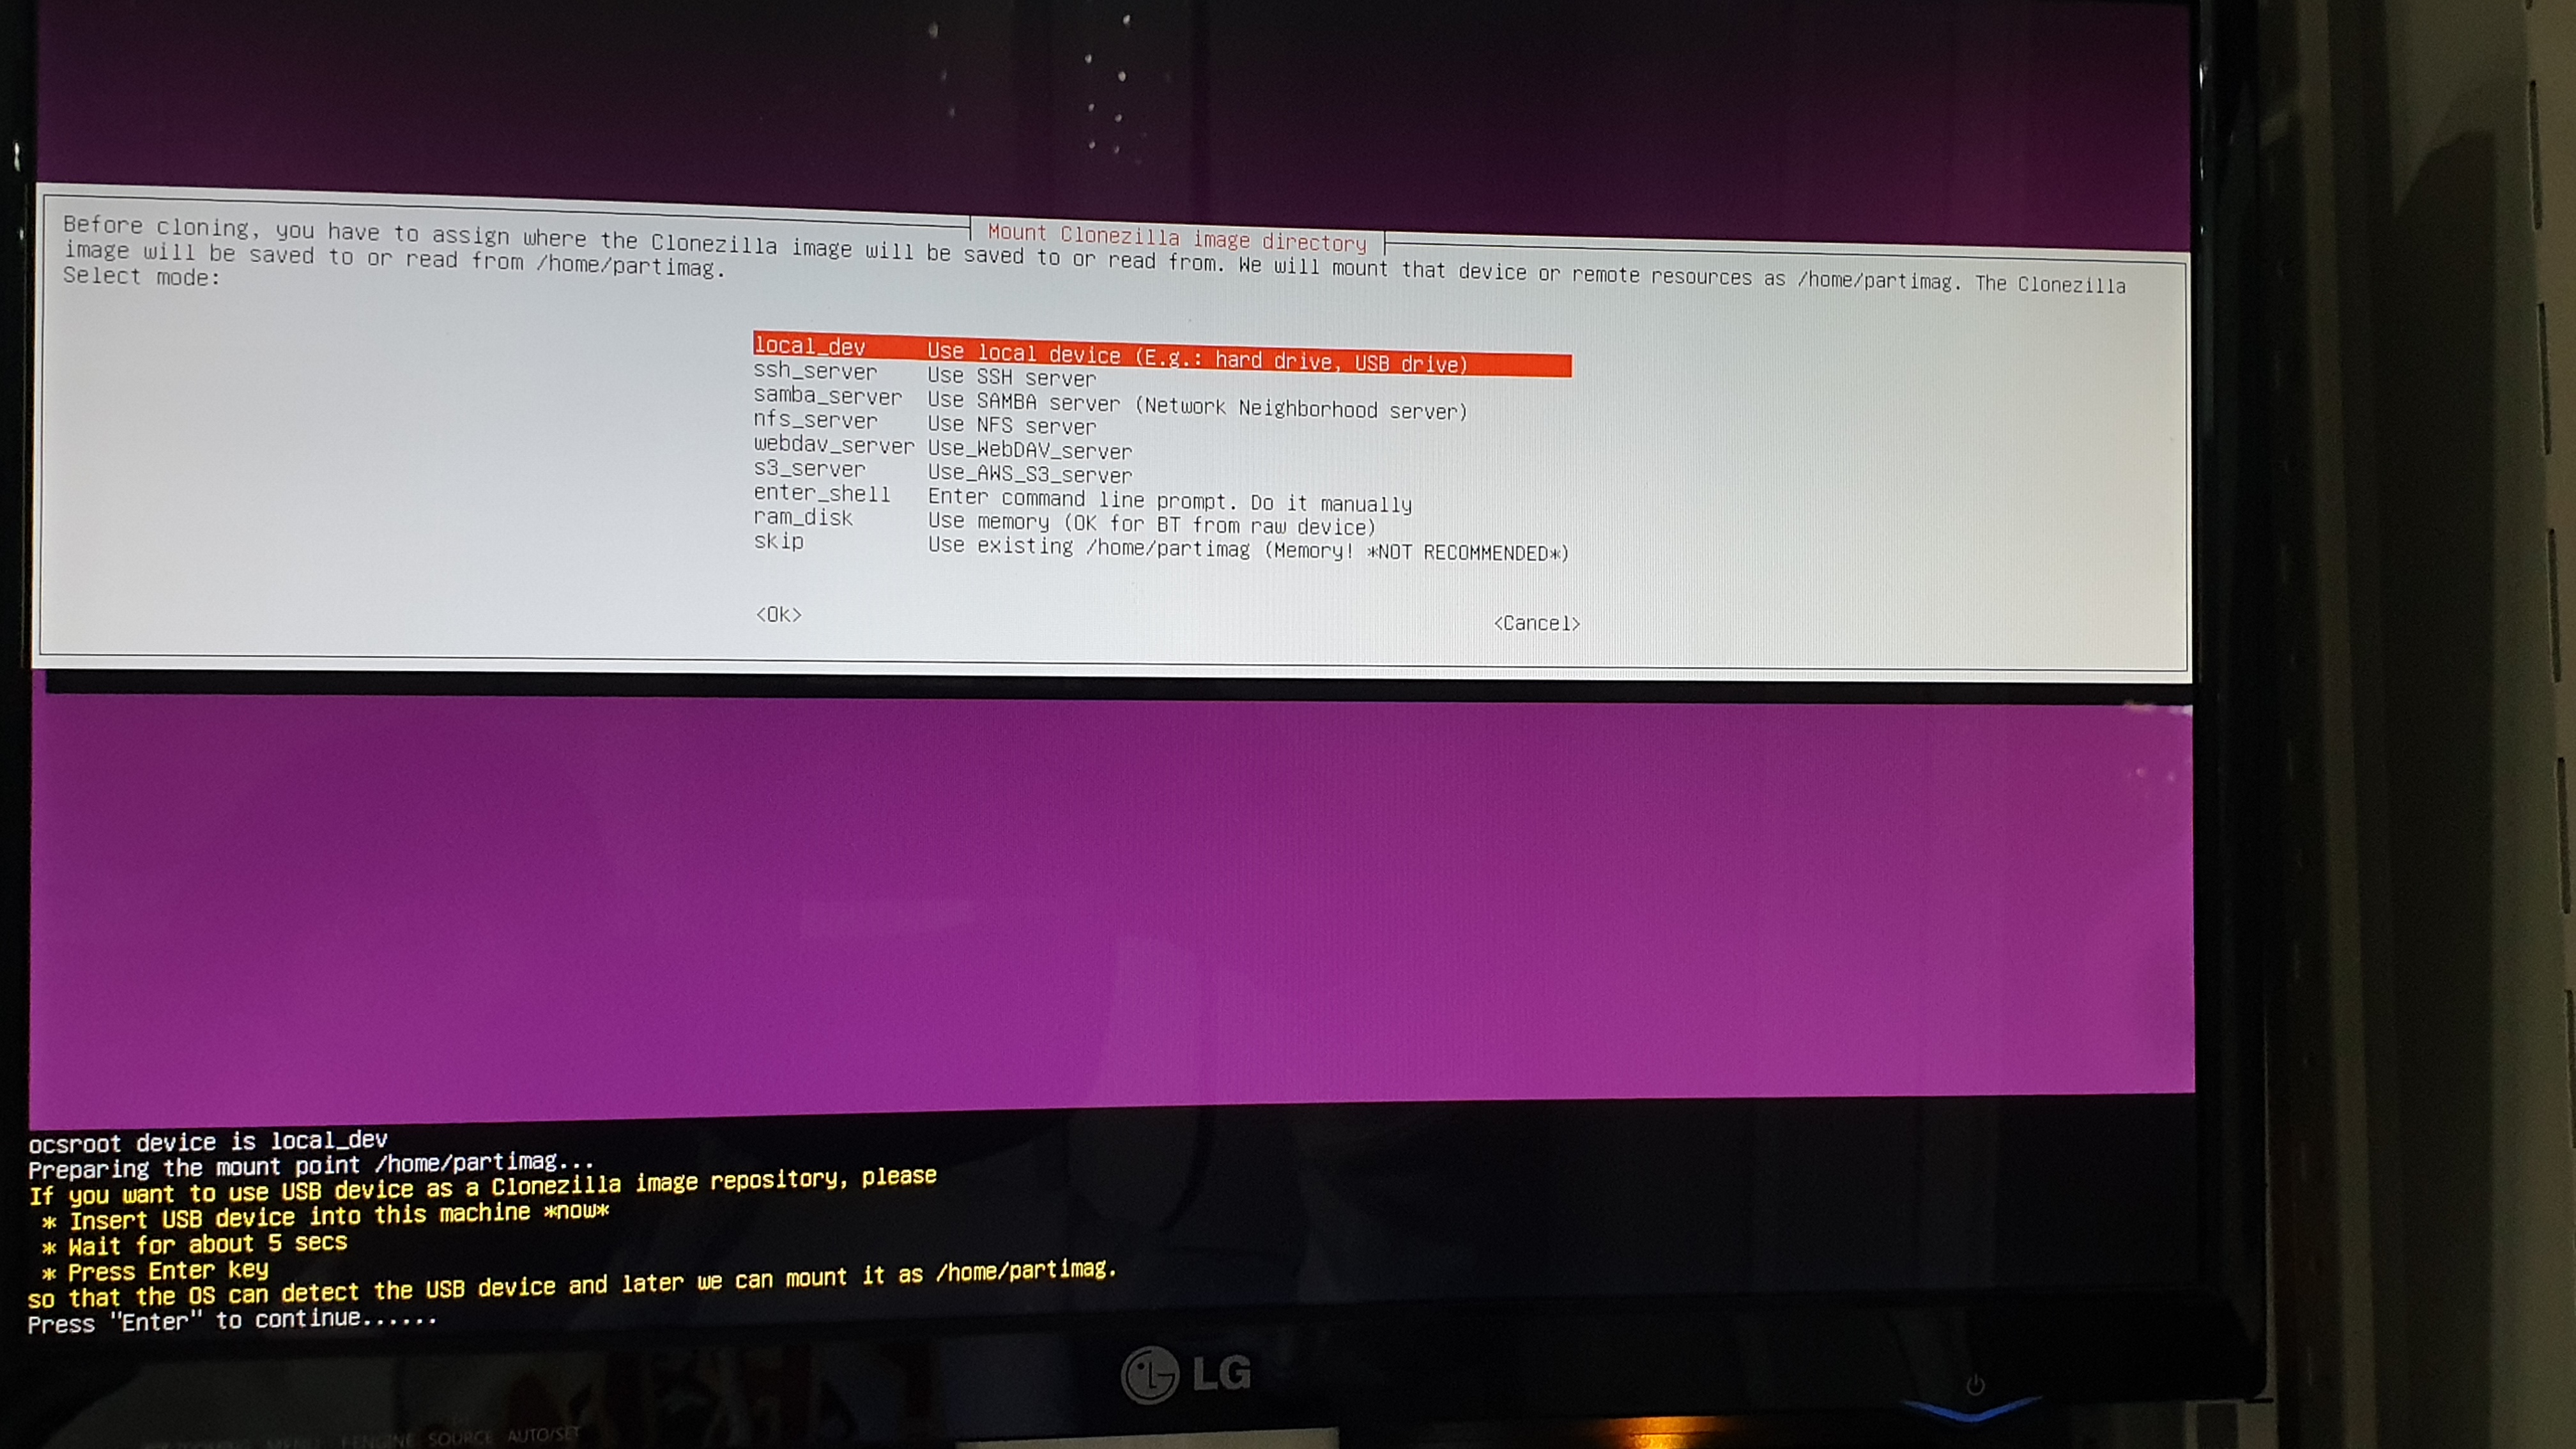 Mount Clonezilla image directory
Before cloning, you have to assign where the Clonezilla image will be saved to or read from. We will mount that device or remote resources as /home/partimag. The Clonezilla
image will be saved to or read from /home/partimag.
Select mode:
local_dev Use local device (E.g.: hard drive, USB drive)
ssh_server Use SSH server
samba_server Use SAMBA server (Network Neighborhood server)
nfs_server Use NFS server
webdav_server Use_WebDAV_server
s3_server Use_AWS_S3_server
enter_shell Enter command line prompt. Do it manually
ram_disk Use memory (OK for BT from raw device)
skip Use existing /home/partimag (Memory! *NOT RECOMMENDED*)
<Ok> <Cancel>
ocsroot device is local_dev
Preparing the mount point /home/partimag...
If you want to use USB device as a Clonezilla image repository, please
* Insert USB device into this machine *now*
* Wait for about 5 secs
* Press Enter key
so that the OS can detect the USB device and later we can mount it as /home/partimag.
Press "Enter" to continue......
LG
SOURCE AUTO/SET